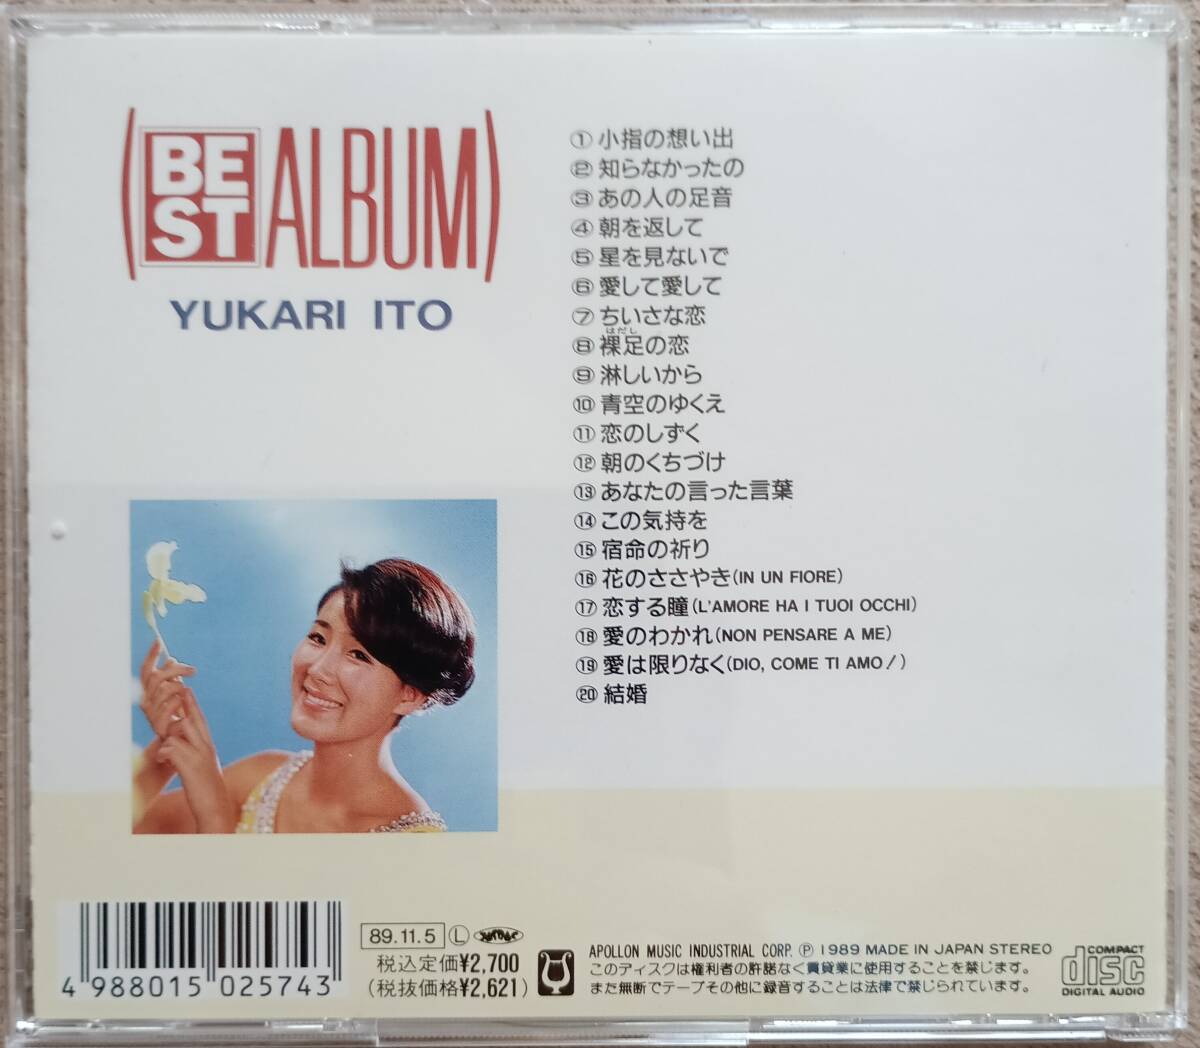 BEST ALBUM
YUKARI ITO
① 小指の想い出
② 知らなかったの
③ あの人の足音
④ 朝を返して
⑤ 星を見ないで
⑥ 愛して愛して
⑦ ちいさな恋
はだし
⑧ 裸足の恋
⑨ 淋しいから
⑩ 青空のゆくえ
⑪ 恋のしずく
⑫ 朝のくちづけ
⑬ あなたの言った言葉
⑭ この気持を
⑮ 宿命の祈り
⑯ 花のささやき(IN UN FIORE)
⑰ 恋する瞳(L'AMORE HA I TUOI OCCHI)
⑱ 愛のわかれ(NON PENSARE A ME)
⑲ 愛は限りなく(DIO, COME TI AMO!)
⑳ 結婚
4 988015 025743
89.11.5 Ⓛ
税込定価¥2,700
(税抜価格¥2,621)
APOLLON MUSIC INDUSTRIAL CORP. Ⓟ 1989 MADE IN JAPAN STEREO
このディスクは権利者の許諾なく賃貸業に使用することを禁じます。
また無断でテープその他に録音することは法律で禁じられています。
COMPACT
disc
DIGITAL AUDIO